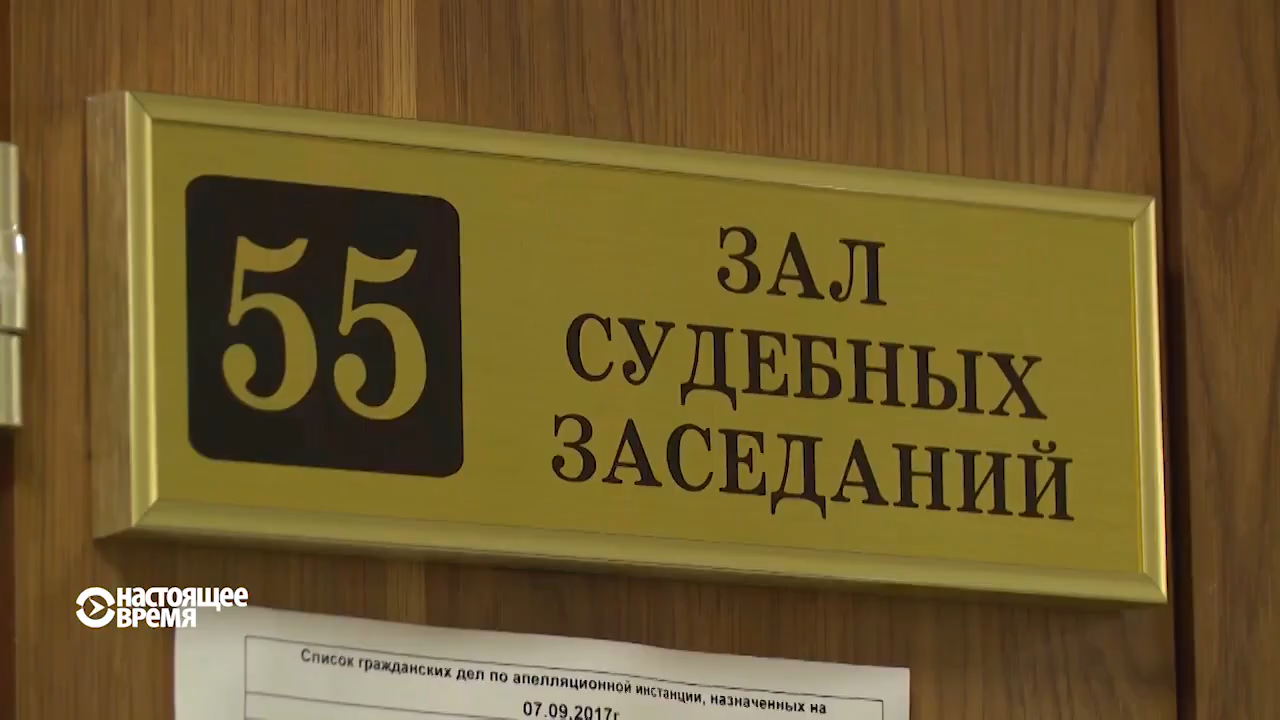 55
ЗАЛ
СУДЕБНЫХ
ЗАСЕДАНИЙ
НАСТОЯЩЕЕ
ВРЕМЯ
Список гражданских дел по апелляционной инстанции, назначенных на
07.09.2017г